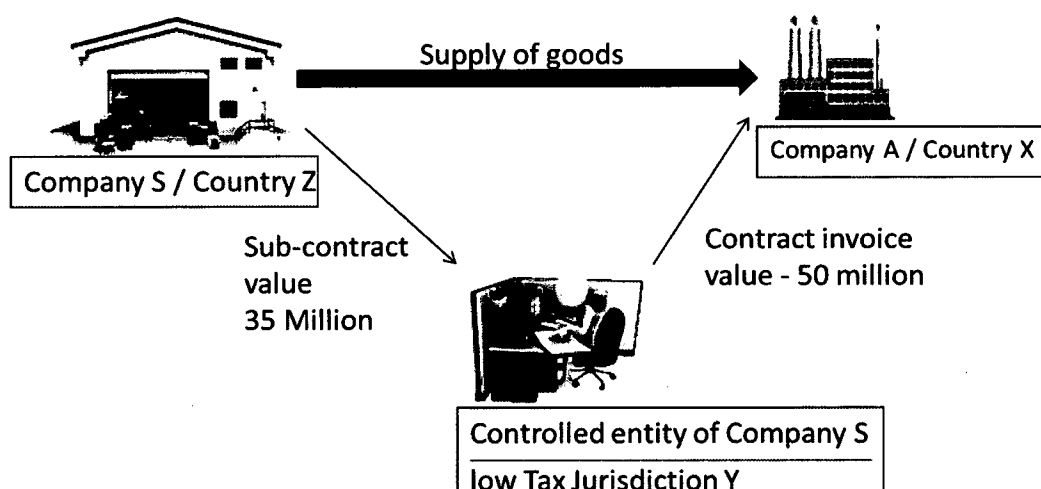 Supply of goods
Company A / Country X
Company S / Country Z
Sub-contract
value
35 Million
Contract invoice
value - 50 million
Controlled entity of Company S
low Tax Jurisdiction Y